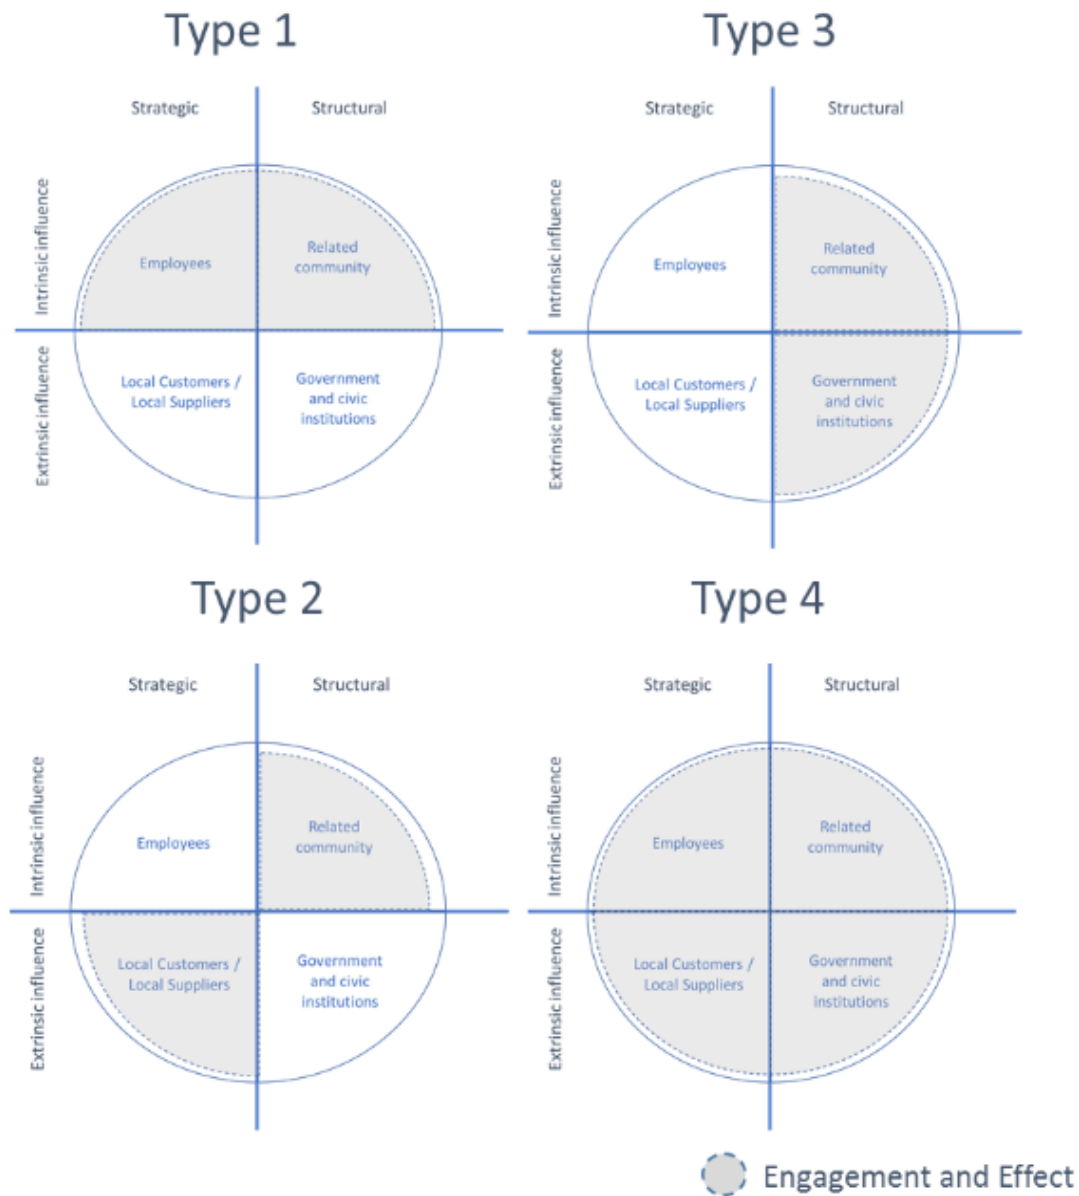 Type 1
Strategic
Structural
Intrinsic influence
Extrinsic influence
Employees
Related
community
Local Customers /
Local Suppliers
Government
and civic
institutions
Type 3
Strategic
Structural
Intrinsic influence
Extrinsic influence
Employees
Related
community
Local Customers /
Local Suppliers
Government
and civic
institutions
Type 2
Strategic
Structural
Intrinsic influence
Extrinsic influence
Employees
Related
community
Local Customers /
Local Suppliers
Government
and civic
institutions
Type 4
Strategic
Structural
Intrinsic influence
Extrinsic influence
Employees
Related
community
Local Customers /
Local Suppliers
Government
and civic
institutions
Engagement and Effect